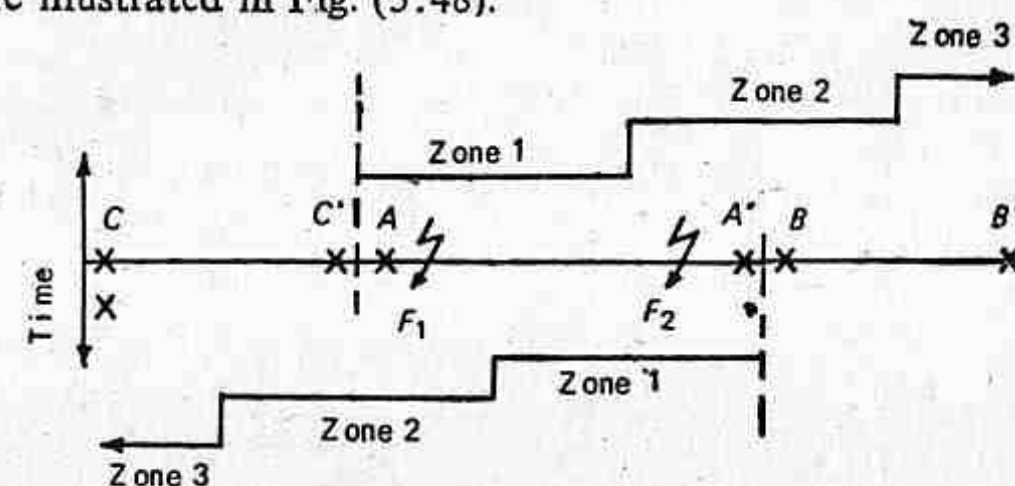 e illustrated in Fig. (5.48).
Zone 3
Zone 2
Zone 1
C
C'
A
A'
B
B'
Time
F1
F2
Zone 1
Zone 2
Zone 3